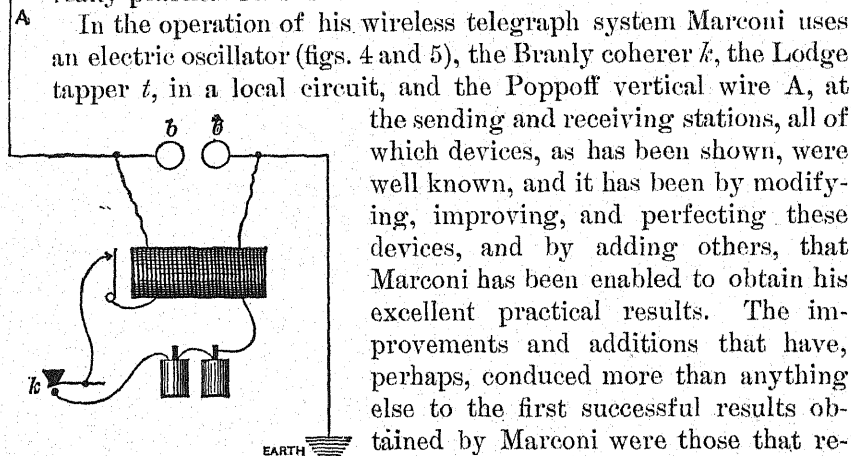 A
In the operation of his wireless telegraph system Marconi uses
an electric oscillator (figs. 4 and 5), the Branly coherer k, the Lodge
tapper t, in a local circuit, and the Poppoff vertical wire A, at
the sending and receiving stations, all of
which devices, as has been shown, were
well known, and it has been by modify-
ing, improving, and perfecting these
devices, and by adding others, that
Marconi has been enabled to obtain his
excellent practical results. The im-
provements and additions that have,
perhaps, conduced more than anything
else to the first successful results ob-
tained by Marconi were those that re-
b
k
EARTH